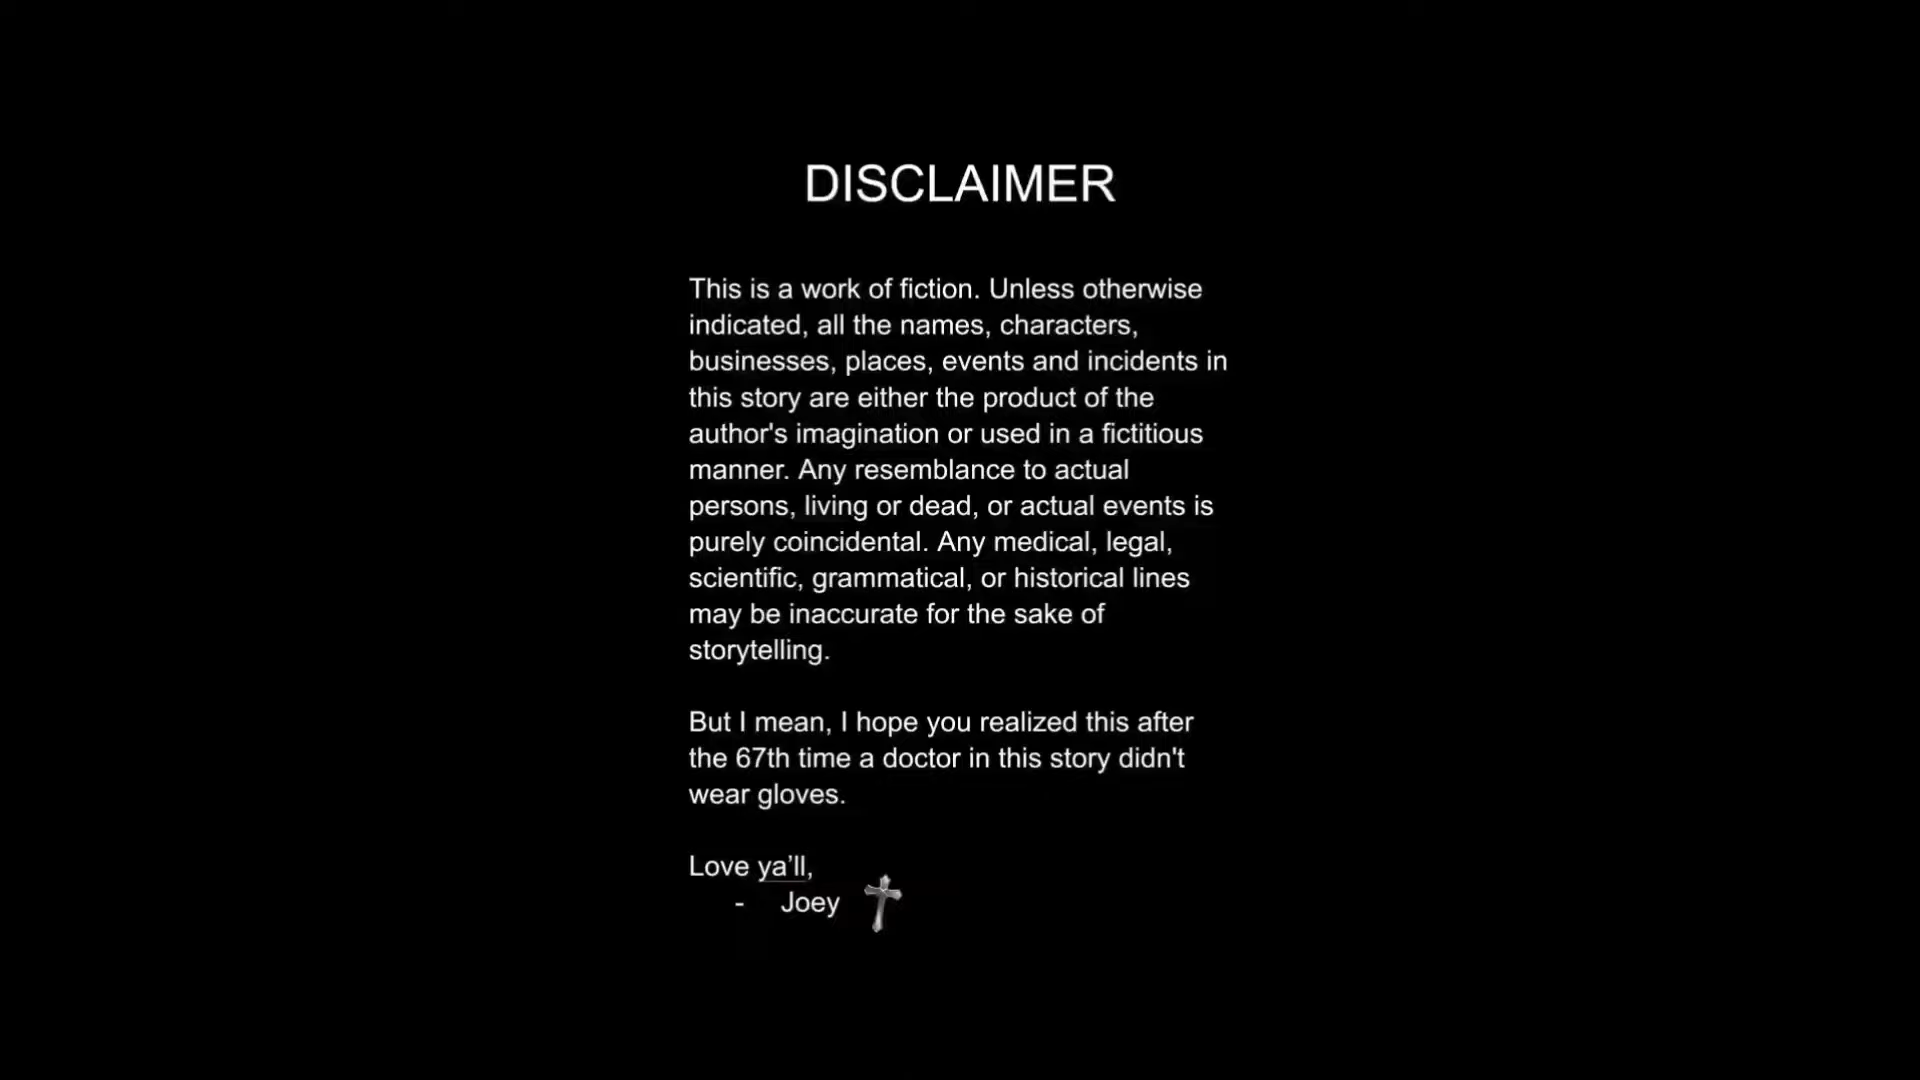 DISCLAIMER
This is a work of fiction. Unless otherwise
indicated, all the names, characters,
businesses, places, events and incidents in
this story are either the product of the
author's imagination or used in a fictitious
manner. Any resemblance to actual
persons, living or dead, or actual events is
purely coincidental. Any medical, legal,
scientific, grammatical, or historical lines
may be inaccurate for the sake of
storytelling.
But I mean, I hope you realized this after
the 67th time a doctor in this story didn't
wear gloves.
Love ya’ll,
- Joey